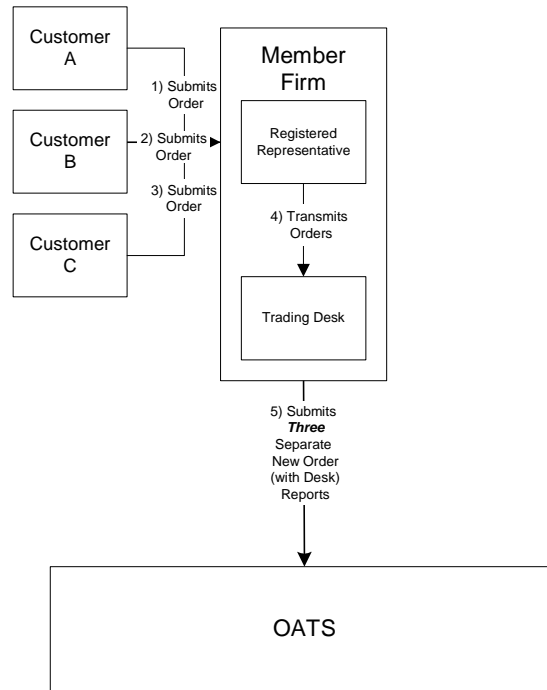 Customer
A
1) Submits
Order
Customer
B
2) Submits
Order
3) Submits
Order
Customer
C
Member
Firm
Registered
Representative
4) Transmits
Orders
Trading Desk
5) Submits
Three
Separate
New Order
(with Desk)
Reports
OATS